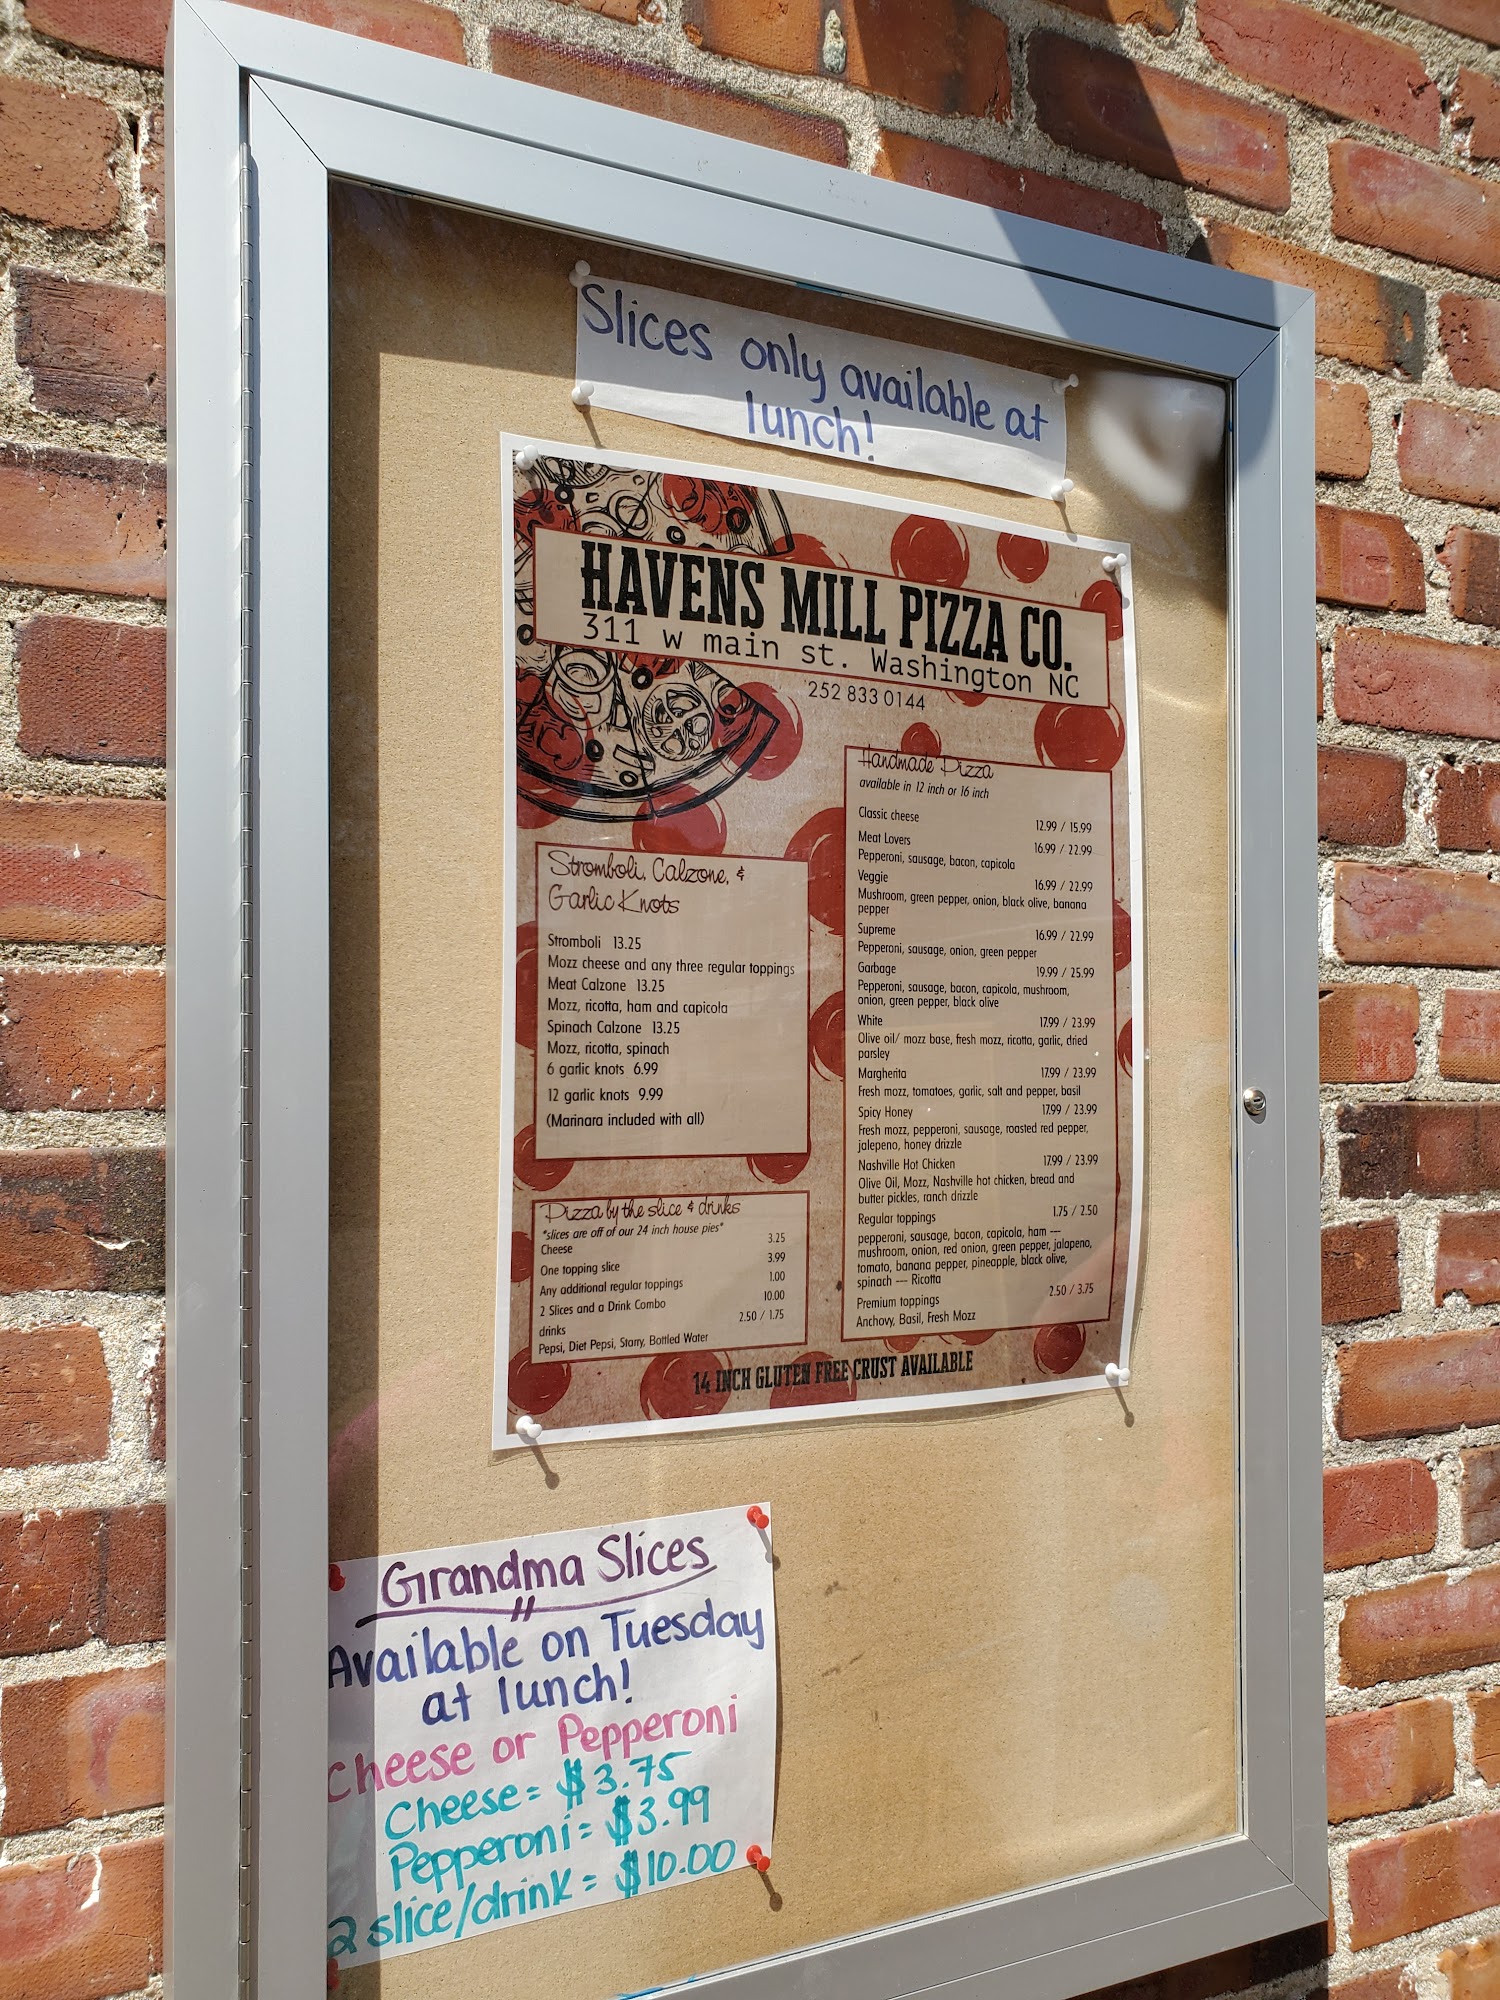 Slices only available at
lunch!
HAVENS MILL PIZZA CO.
311 w main st. Washington NC
252 833 0144
Stromboli, Calzone, &
Garlic Knots
Stromboli 13.25
Mozz cheese and any three regular toppings
Meat Calzone 13.25
Mozz, ricotta, ham and capicola
Spinach Calzone 13.25
Mozz, ricotta, spinach
6 garlic knots 6.99
12 garlic knots 9.99
(Marinara included with all)
Pizza by the slice & drinks
*slices are off of our 24 inch house pies*
Cheese 3.25
One topping slice 3.99
Any additional regular toppings 1.00
2 Slices and a Drink Combo 10.00
drinks 2.50 / 1.75
Pepsi, Diet Pepsi, Starry, Bottled Water
Handmade Pizza
available in 12 inch or 16 inch
Classic cheese 12.99 / 15.99
Meat Lovers 16.99 / 22.99
Pepperoni, sausage, bacon, capicola
Veggie 16.99 / 22.99
Mushroom, green pepper, onion, black olive, banana
pepper
Supreme 16.99 / 22.99
Pepperoni, sausage, onion, green pepper
Garbage 19.99 / 25.99
Pepperoni, sausage, bacon, capicola, mushroom,
onion, green pepper, black olive
White 17.99 / 23.99
Olive oil/ mozz base, fresh mozz, ricotta, garlic, dried
parsley
Margherita 17.99 / 23.99
Fresh mozz, tomatoes, garlic, salt and pepper, basil
Spicy Honey 17.99 / 23.99
Fresh mozz, pepperoni, sausage, roasted red pepper,
jalepeno, honey drizzle
Nashville Hot Chicken 17.99 / 23.99
Olive Oil, Mozz, Nashville hot chicken, bread and
butter pickles, ranch drizzle
Regular toppings 1.75 / 2.50
pepperoni, sausage, bacon, capicola, ham ---
mushroom, onion, red onion, green pepper, jalapeno,
tomato, banana pepper, pineapple, black olive,
spinach --- Ricotta
Premium toppings 2.50 / 3.75
Anchovy, Basil, Fresh Mozz
14 INCH GLUTEN FREE CRUST AVAILABLE
Grandma Slices
Available on Tuesday
at lunch!
Cheese or Pepperoni
Cheese = $3.75
Pepperoni = $3.99
2 slice/drink = $10.00